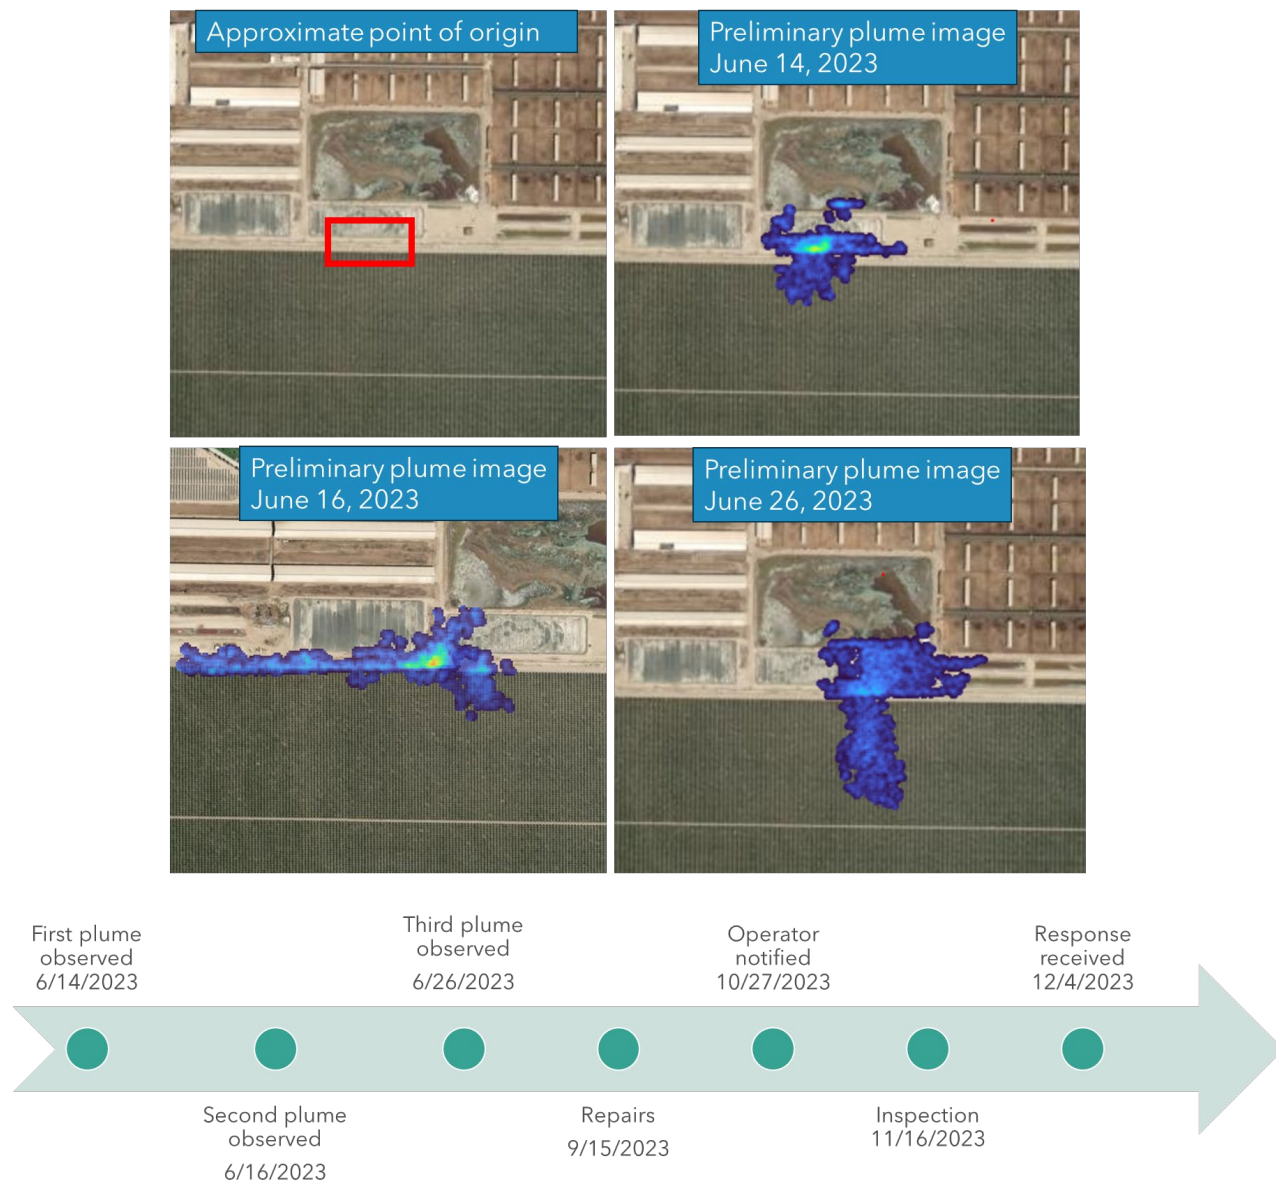 Approximate point of origin
Preliminary plume image
June 14, 2023
Preliminary plume image
June 16, 2023
Preliminary plume image
June 26, 2023
First plume
observed
6/14/2023
Second plume
observed
6/16/2023
Third plume
observed
6/26/2023
Repairs
9/15/2023
Operator
notified
10/27/2023
Inspection
11/16/2023
Response
received
12/4/2023